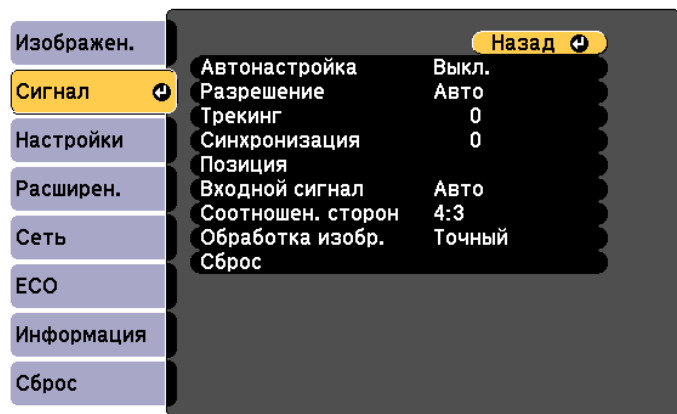 Изображен.
Сигнал
Настройки
Расширен.
Сеть
ECO
Информация
Сброс
Назад
Автонастройка Выкл.
Разрешение Авто
Трекинг 0
Синхронизация 0
Позиция
Входной сигнал Авто
Соотношен. сторон 4:3
Обработка изобр. Точный
Сброс